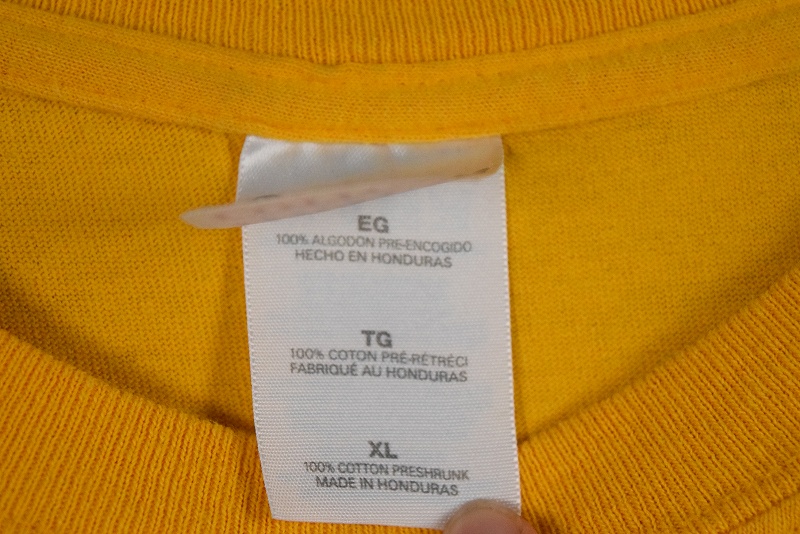 EG
100% ALGODON PRE-ENCOGIDO
HECHO EN HONDURAS
TG
100% COTON PRÉ-RÉTRÉCI
FABRIQUÉ AU HONDURAS
XL
100% COTTON PRESHRUNK
MADE IN HONDURAS